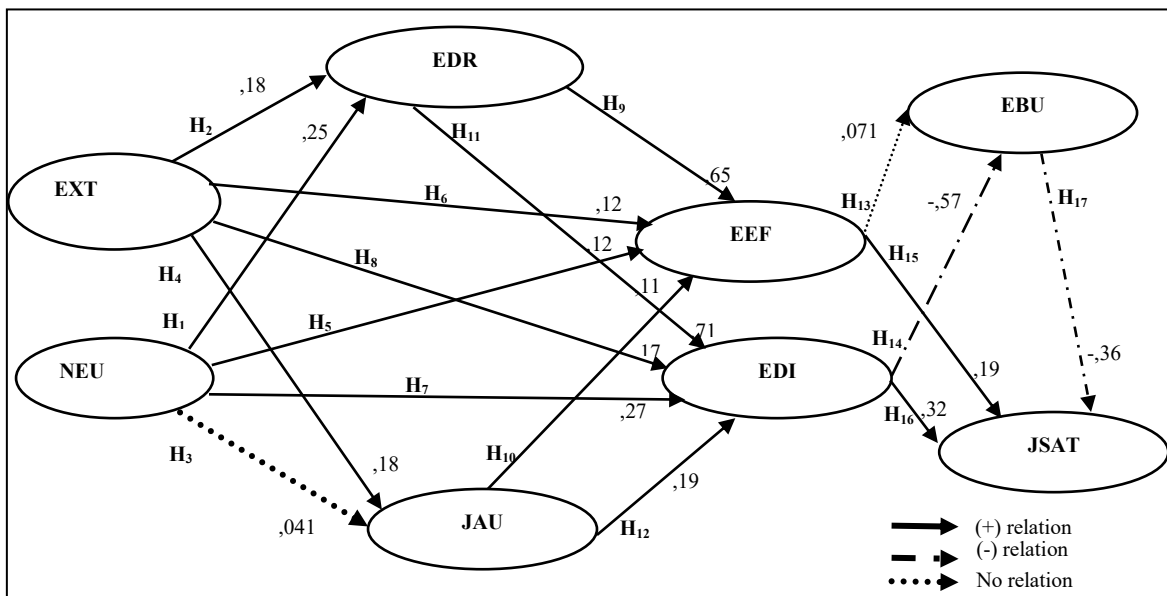 EDR
EBU
,18
H2
H9
,25
H11
,071
EXT
,65
H6
,12
H13
-,57
H17
EEF
,12
H8
H15
H4
,11
H1
H5
71
H14
NEU
17
EDI
,19
-,36
H7
,27
H16
,32
H3
H10
,18
,19
JSAT
,041
JAU
H12
(+) relation
(-) relation
No relation